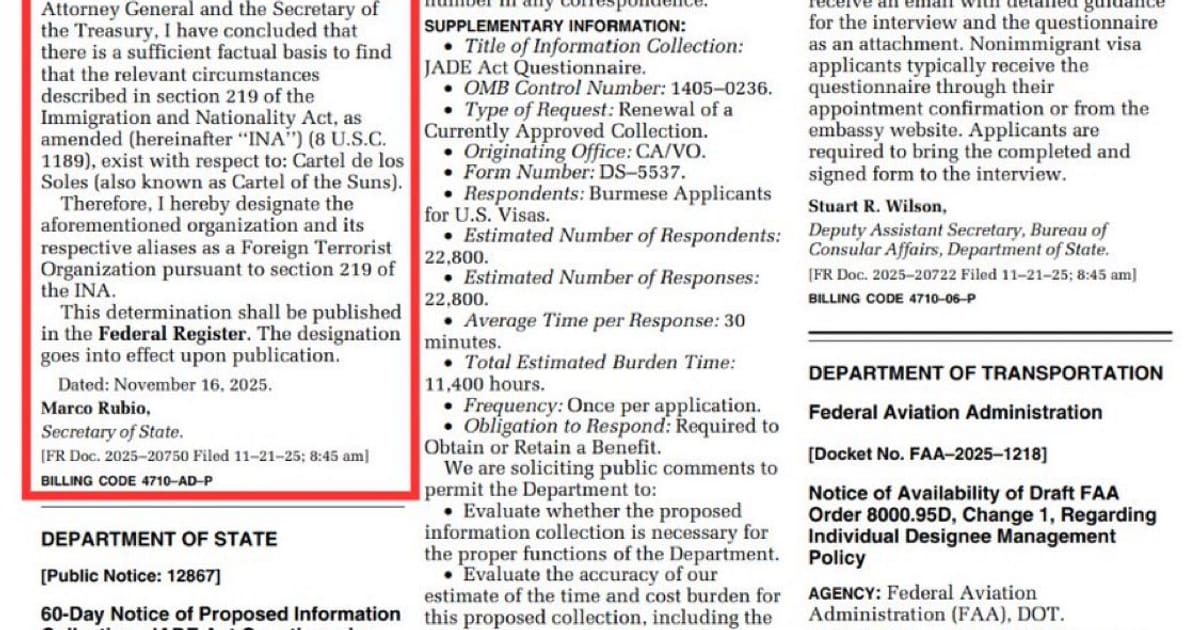 Attorney General and the Secretary of
the Treasury, I have concluded that
there is a sufficient factual basis to find
that the relevant circumstances
described in section 219 of the
Immigration and Nationality Act, as
amended (hereinafter “INA”) (8 U.S.C.
1189), exist with respect to: Cartel de los
Soles (also known as Cartel of the Suns).
Therefore, I hereby designate the
aforementioned organization and its
respective aliases as a Foreign Terrorist
Organization pursuant to section 219 of
the INA.
This determination shall be published
in the Federal Register. The designation
goes into effect upon publication.
Dated: November 16, 2025.
Marco Rubio,
Secretary of State.
[FR Doc. 2025–20750 Filed 11–21–25; 8:45 am]
BILLING CODE 4710–AD–P
DEPARTMENT OF STATE
[Public Notice: 12867]
60-Day Notice of Proposed Information
number in any correspondence.
SUPPLEMENTARY INFORMATION:
• Title of Information Collection:
JADE Act Questionnaire.
• OMB Control Number: 1405–0236.
• Type of Request: Renewal of a
Currently Approved Collection.
• Originating Office: CA/VO.
• Form Number: DS–5537.
• Respondents: Burmese Applicants
for U.S. Visas.
• Estimated Number of Respondents:
22,800.
• Estimated Number of Responses:
22,800.
• Average Time per Response: 30
minutes.
• Total Estimated Burden Time:
11,400 hours.
• Frequency: Once per application.
• Obligation to Respond: Required to
Obtain or Retain a Benefit.
We are soliciting public comments to
permit the Department to:
• Evaluate whether the proposed
information collection is necessary for
the proper functions of the Department.
• Evaluate the accuracy of our
estimate of the time and cost burden for
this proposed collection, including the
receive an email with detailed guidance
for the interview and the questionnaire
as an attachment. Nonimmigrant visa
applicants typically receive the
questionnaire through their
appointment confirmation or from the
embassy website. Applicants are
required to bring the completed and
signed form to the interview.
Stuart R. Wilson,
Deputy Assistant Secretary, Bureau of
Consular Affairs, Department of State.
[FR Doc. 2025–20722 Filed 11–21–25; 8:45 am]
BILLING CODE 4710–06–P
DEPARTMENT OF TRANSPORTATION
Federal Aviation Administration
[Docket No. FAA–2025–1218]
Notice of Availability of Draft FAA
Order 8000.95D, Change 1, Regarding
Individual Designee Management
Policy
AGENCY: Federal Aviation
Administration (FAA), DOT.